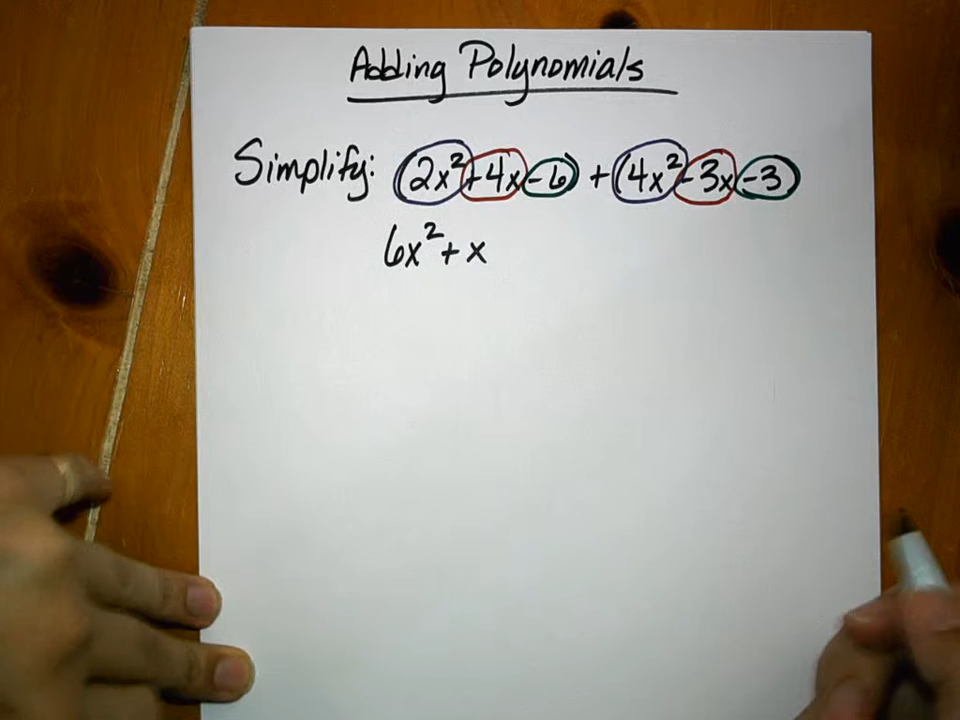 Adding Polynomials
Simplify: (2x²+4x-6) + (4x²-3x-3)
6x²+x